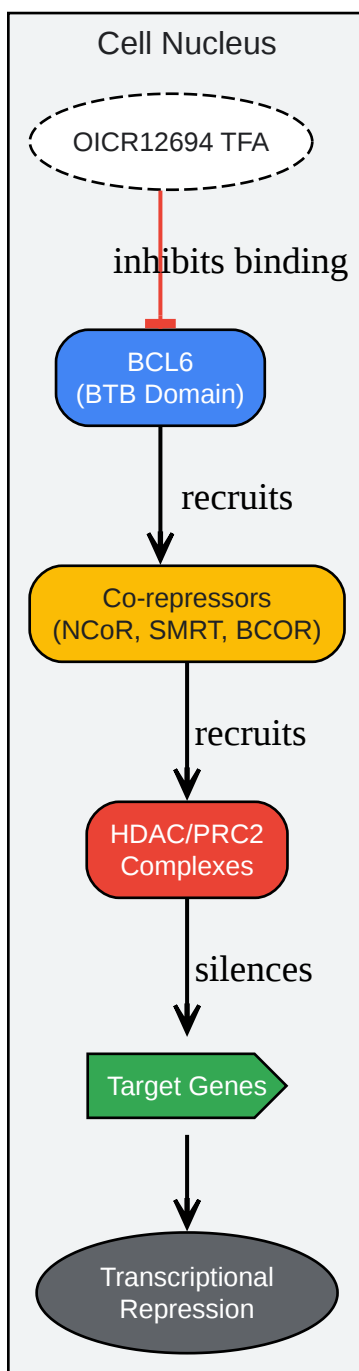 Cell Nucleus
OICR12694 TFA
inhibits binding
BCL6
(BTB Domain)
recruits
Co-repressors
(NCoR, SMRT, BCOR)
recruits
HDAC/PRC2
Complexes
silences
Target Genes
Transcriptional
Repression